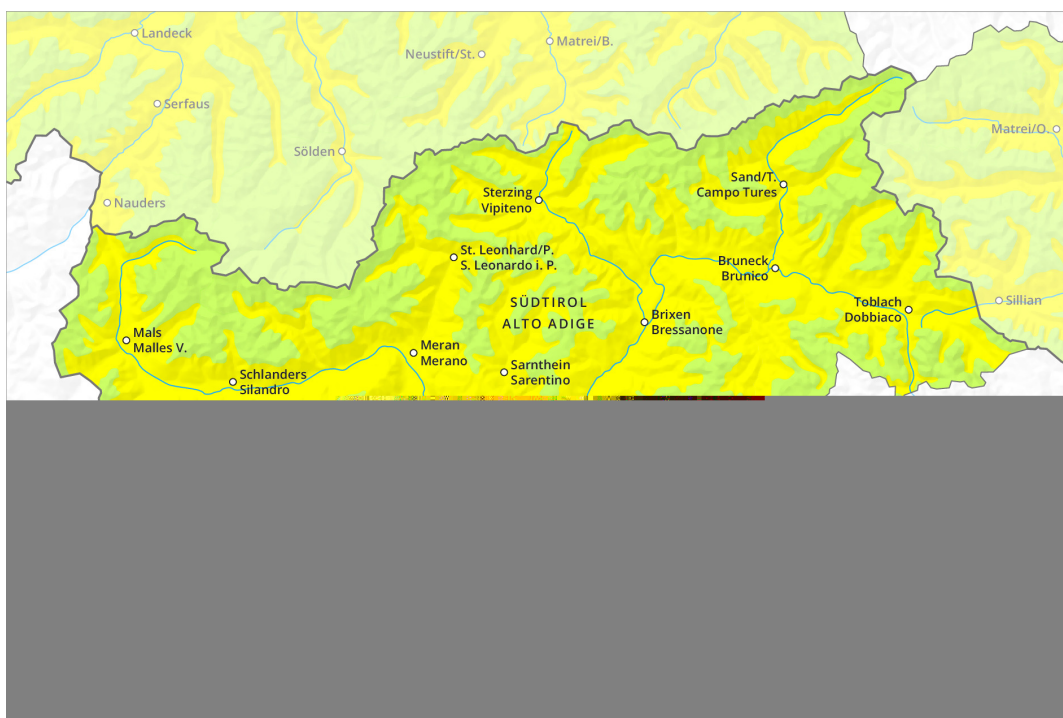 Landeck
Matrei/B.
Neustift/St.
Serfaus
Matrei/O.
Sölden
Sand/T.
Campo Tures
Sterzing
Vipiteno
Nauders
St. Leonhard/P.
S. Leonardo i. P.
Bruneck
Brunico
SÜDTIROL
ALTO ADIGE
Toblach
Dobbiaco
Sillian
Brixen
Bressanone
Mals
Malles V.
Meran
Merano
Sarnthein
Sarentino
Schlanders
Silandro